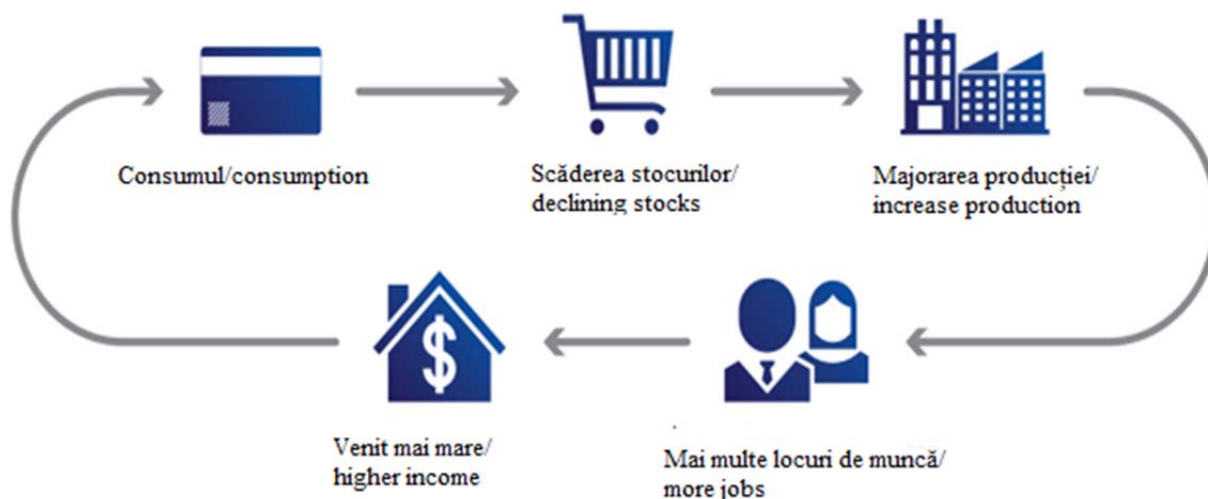 Consumul/consumption
Scăderea stocurilor/
declining stocks
Majorarea producției/
increase production
Venit mai mare/
higher income
Mai multe locuri de muncă/
more jobs
$